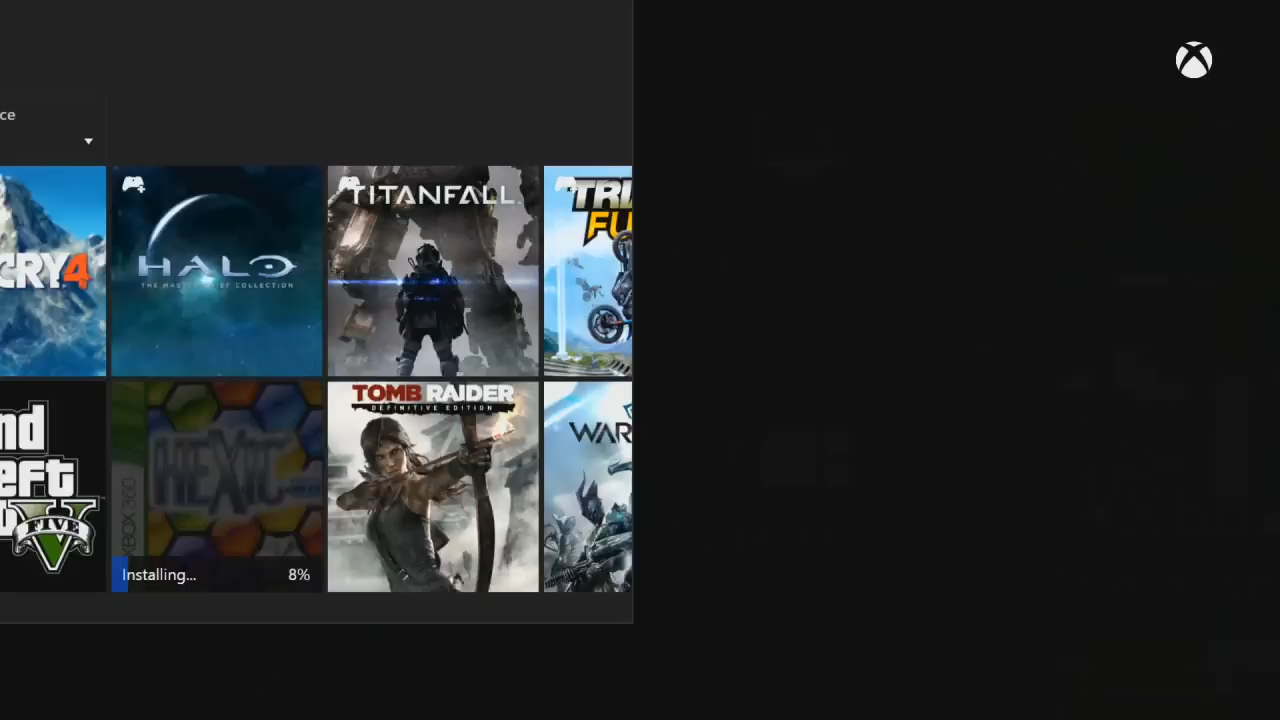 ce
CRY4
HALO
THE MASTER CHIEF COLLECTION
TITANFALL
TRI
FU
nd
eft
FIVE
HEXIC
XBOX 360
Installing... 8%
TOMB RAIDER
DEFINITIVE EDITION
WAR